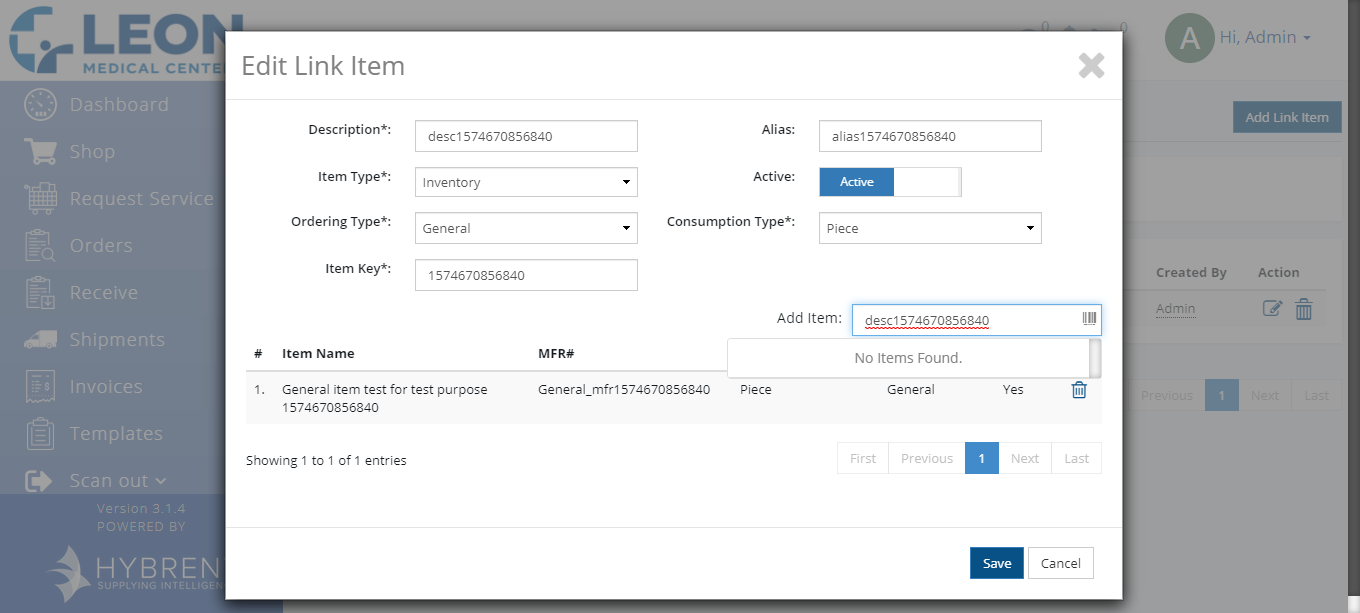 LEON
MEDICAL CENTE
0
0
A
Hi, Admin
Dashboard
Shop
Request Service
Orders
Receive
Shipments
Invoices
Templates
Scan out
Version 3.1.4
POWERED BY
HYBREN
SUPPLYING INTELLIGEN
Add Link Item
Created By
Action
Admin
Previous
1
Next
Last
Edit Link Item
Description*:
desc1574670856840
Alias:
alias1574670856840
Item Type*:
Inventory
Active:
Active
Ordering Type*:
General
Consumption Type*:
Piece
Item Key*:
1574670856840
Add Item:
desc1574670856840
No Items Found.
#
Item Name
MFR#
1.
General item test for test purpose
1574670856840
General_mfr1574670856840
Piece
General
Yes
Showing 1 to 1 of 1 entries
First
Previous
1
Next
Last
Save
Cancel